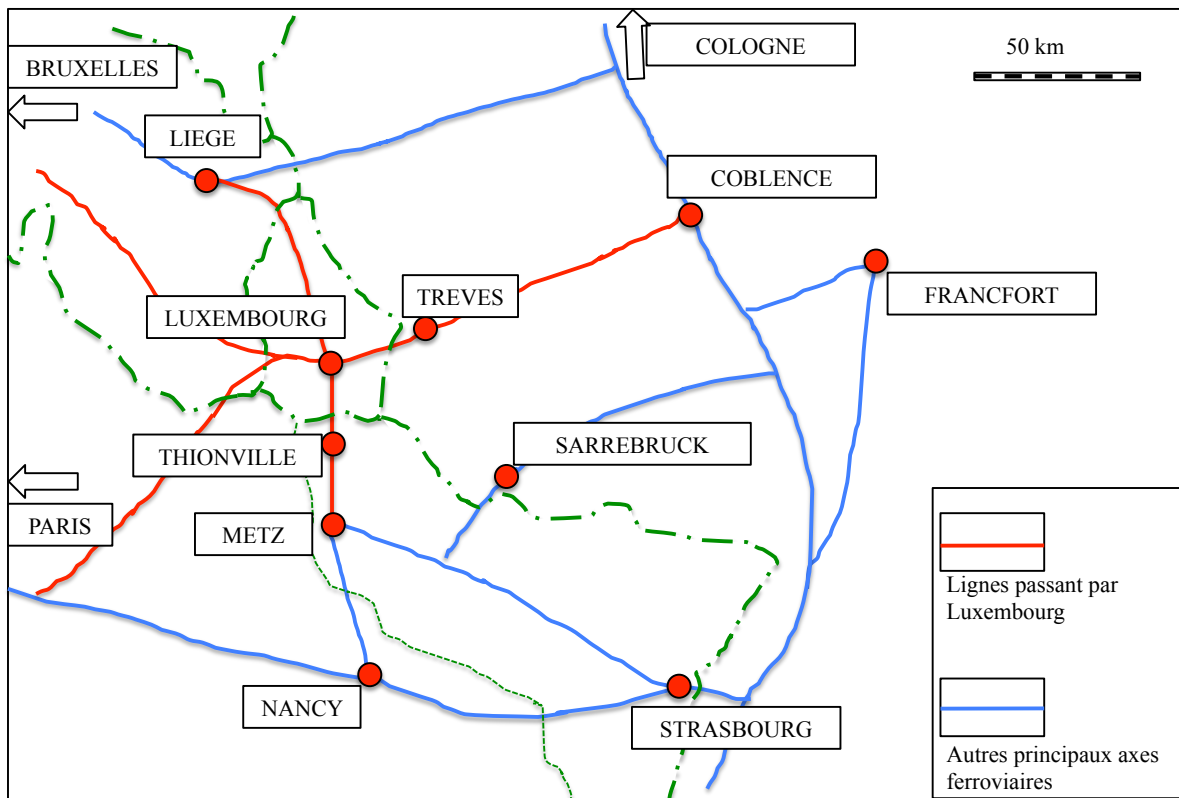 COLOGNE
50 km
BRUXELLES
LIEGE
COBLENCE
TREVES
FRANCFORT
LUXEMBOURG
SARREBRUCK
THIONVILLE
PARIS
METZ
Lignes passant par
Luxembourg
NANCY
STRASBOURG
Autres principaux axes
ferroviaires